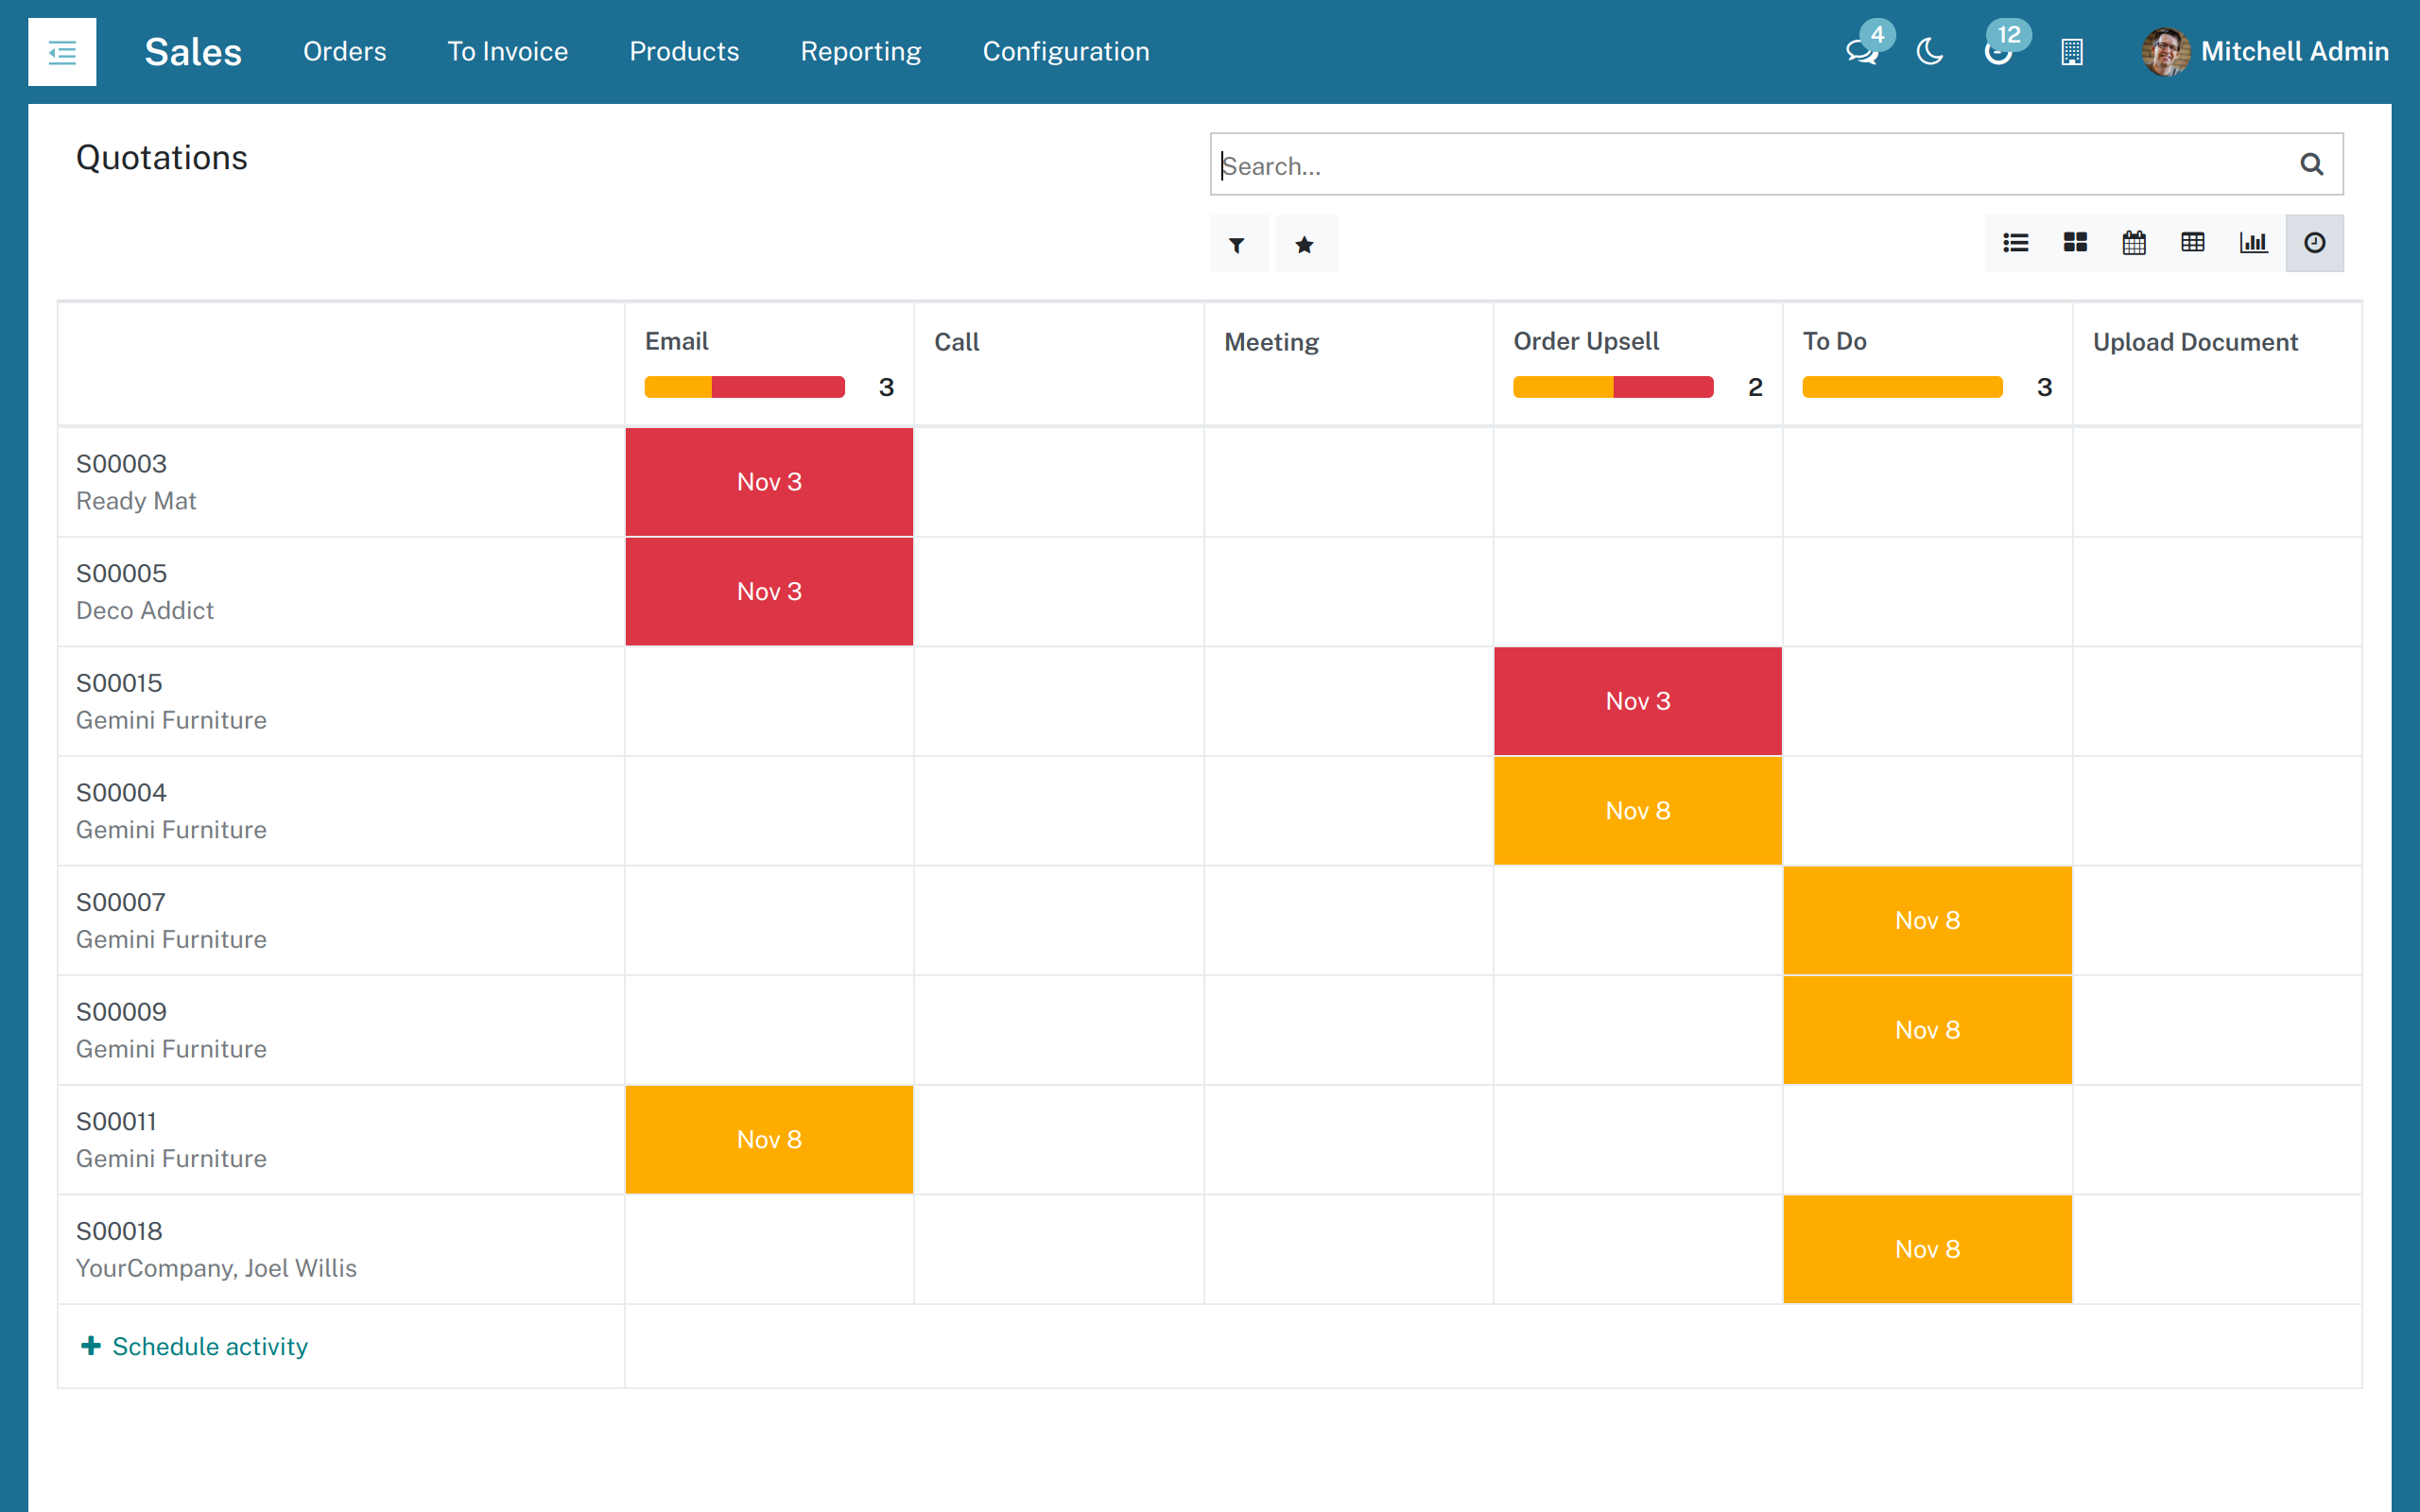 Sales Orders To Invoice Products Reporting Configuration 4 12 Mitchell Admin
Quotations
Search...
Email Call Meeting Order Upsell To Do Upload Document
3 2 3
S00003
Ready Mat
Nov 3
S00005
Deco Addict
Nov 3
S00015
Gemini Furniture
Nov 3
S00004
Gemini Furniture
Nov 8
S00007
Gemini Furniture
Nov 8
S00009
Gemini Furniture
Nov 8
S00011
Gemini Furniture
Nov 8
S00018
YourCompany, Joel Willis
Nov 8
Schedule activity